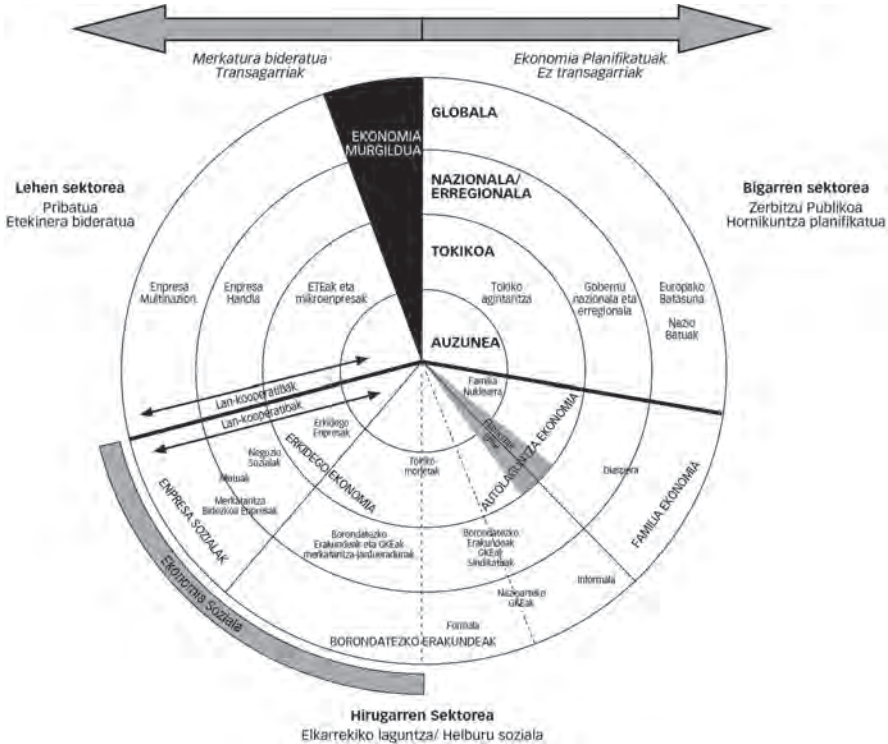 Merkatura bideratua
Transagarriak
Ekonomia Planifikatuak
Ez transagarriak
EKONOMIA
MURGILDUA
GLOBALA
NAZIONALA/
ERREGIONALA
TOKIKOA
AUZUNEA
Lehen sektorea
Pribatua
Etekinera bideratua
Bigarren sektorea
Zerbitzu Publikoa
Hornikuntza planifikatua
Enpresa
Multinazion.
Enpresa
Handia
ETEak eta
mikroenpresak
Tokiko
agintaritza
Gobernu
nazionala eta
erregionala
Europako
Batasuna
Nazio
Batuak
Lan-kooperatibak
Lan-kooperatibak
Familia
Nuklearra
Erkidego
Enpresak
ERKIDEGO EKONOMIA
Negozio
Sozialak
Mutuak
Merkataritza
Bidezkoa Enpresak
ENPRESA SOZIALAK
Tokiko
monetak
AUTOLAGUNTZA EKONOMIA
Diaspora
FAMILIA EKONOMIA
Borondatezko
Erakundeak eta GKEak
merkataritza-jardueradunak
Borondatezko
Erakundeak
GKEak
Sindikatuak
Nazioarteko
GKEak
Informala
Formala
BORONDATEZKO ERAKUNDEAK
Ekonomia Soziala
Hirugarren Sektorea
Elkarrekiko laguntza/ Helburu soziala